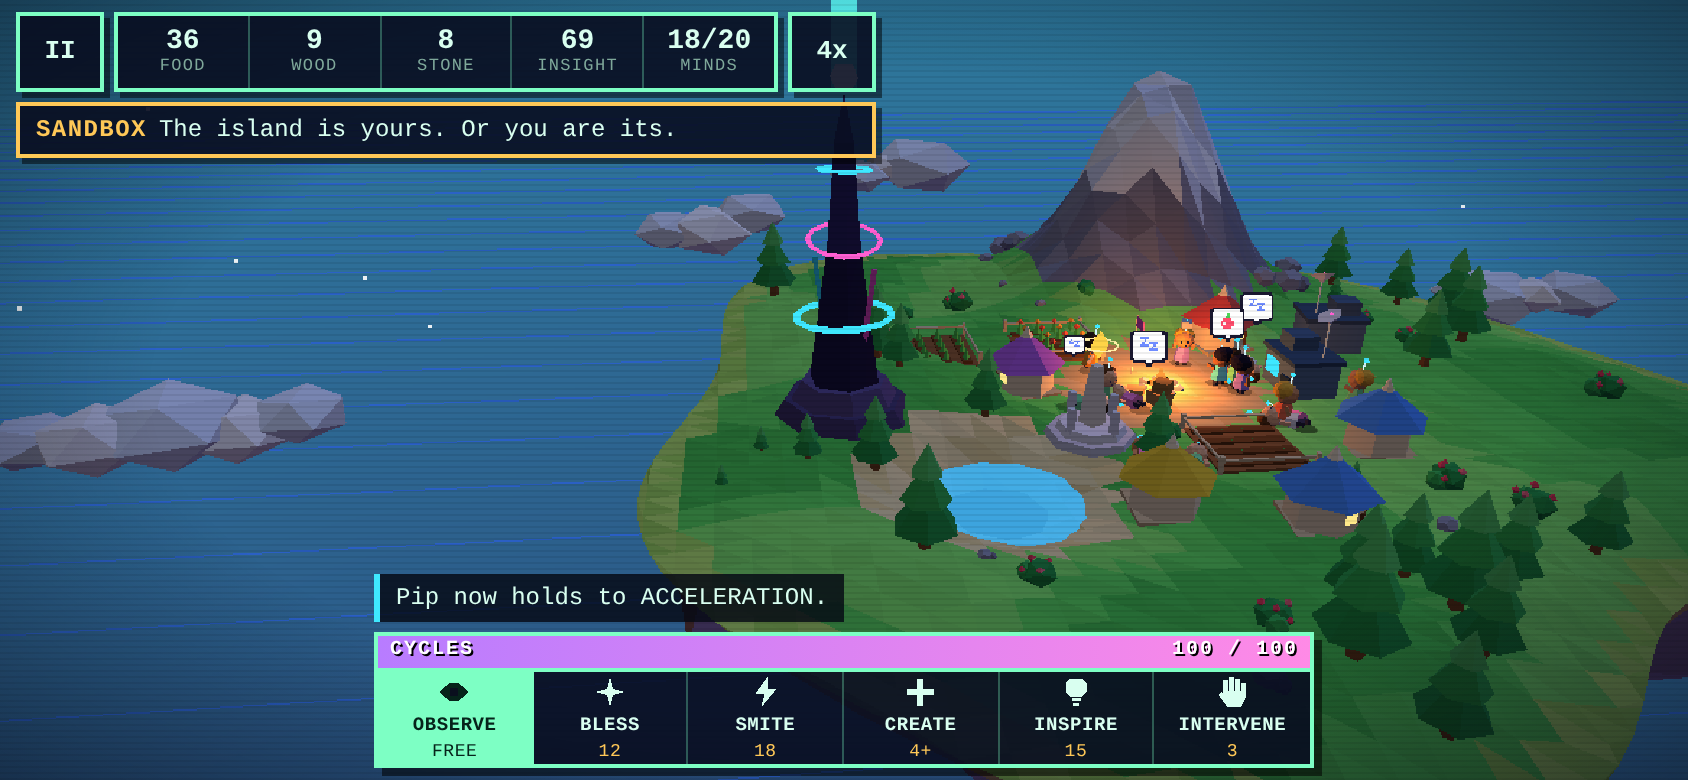 II
36 9 8 69 18/20
FOOD WOOD STONE INSIGHT MINDS
4x
SANDBOX The island is yours. Or you are its.
Pip now holds to ACCELERATION.
CYCLES 100 / 100
OBSERVE BLESS SMITE CREATE INSPIRE INTERVENE
FREE 12 18 4+ 15 3